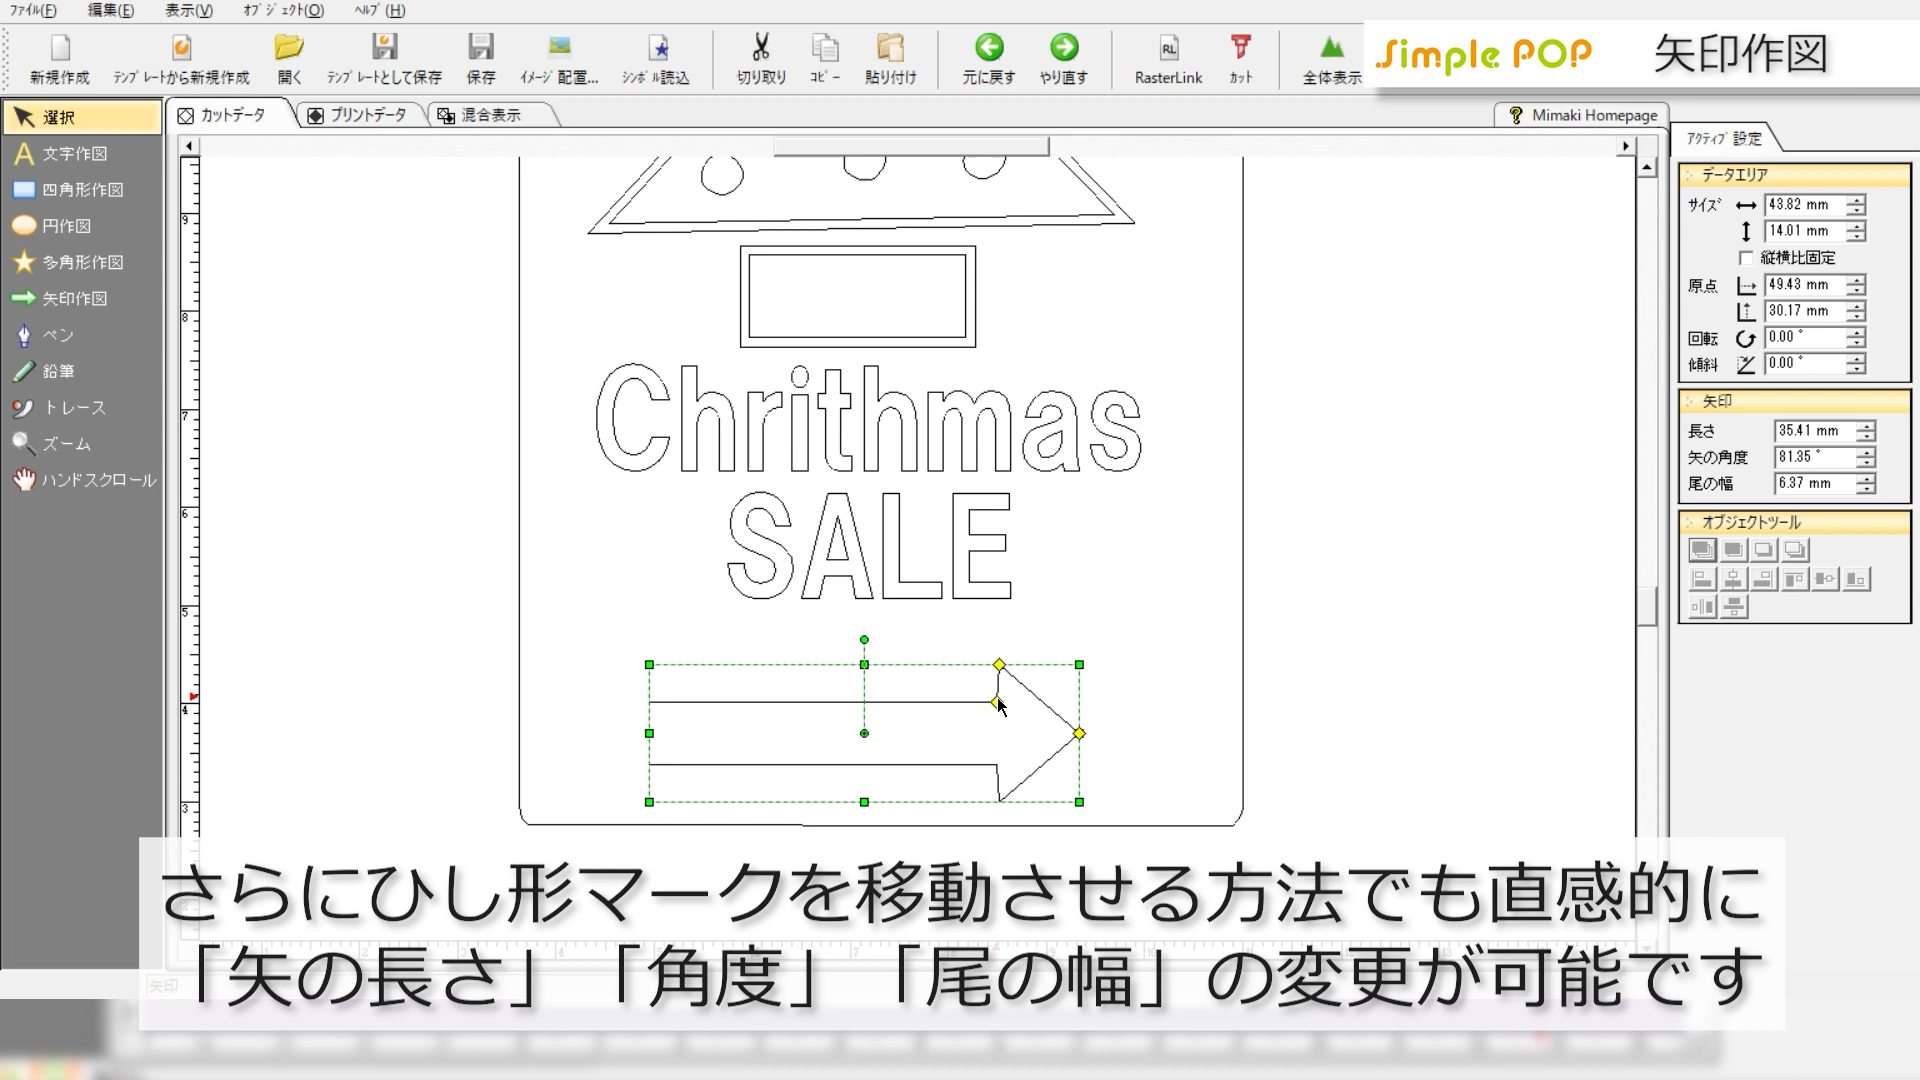 ファイル(F) 編集(E) 表示(V) オブジェクト(O) ヘルプ(H)
新規作成 テンプレートから新規作成 開く テンプレートとして保存 保存 イメージ配置... シンボル読込 切り取り コピー 貼り付け 元に戻す やり直す RasterLink カット 全体表示
Simple POP 矢印作図
選択
文字作図
四角形作図
円作図
多角形作図
矢印作図
ペン
鉛筆
トレース
ズーム
ハンドスクロール
カットデータ プリントデータ 混合表示 Mimaki Homepage
9
8
7
6
5
4
3
Chrithmas
SALE
アクティブ設定
データエリア
サイズ 43.82 mm
14.01 mm
縦横比固定
原点 49.43 mm
30.17 mm
回転 0.00 °
傾斜 0.00 °
矢印
長さ 35.41 mm
矢の角度 81.35 °
尾の幅 6.37 mm
オブジェクトツール
さらにひし形マークを移動させる方法でも直感的に
「矢の長さ」「角度」「尾の幅」の変更が可能です
矢印